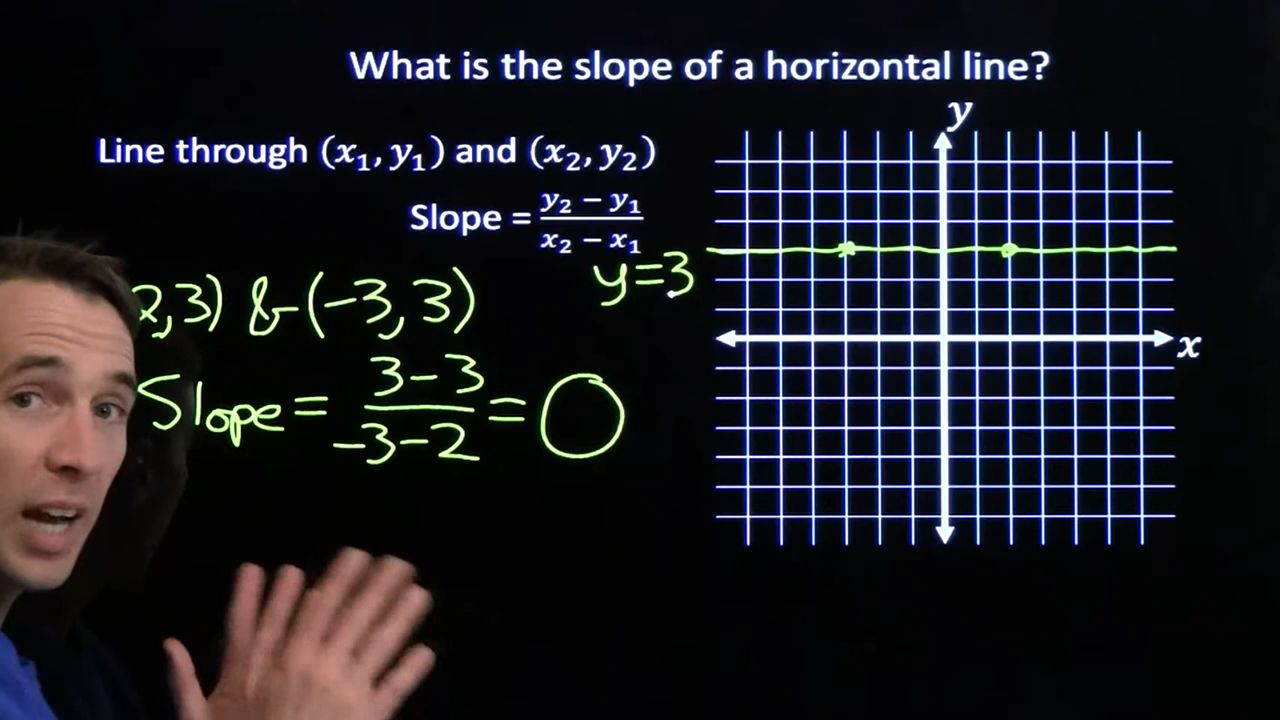 What is the slope of a horizontal line?
Line through (x₁, y₁) and (x₂, y₂)
Slope = (y₂ − y₁)/(x₂ − x₁)
y=3
2,3) & (-3,3)
Slope = (3-3)/(-3-2) = 0
y
x